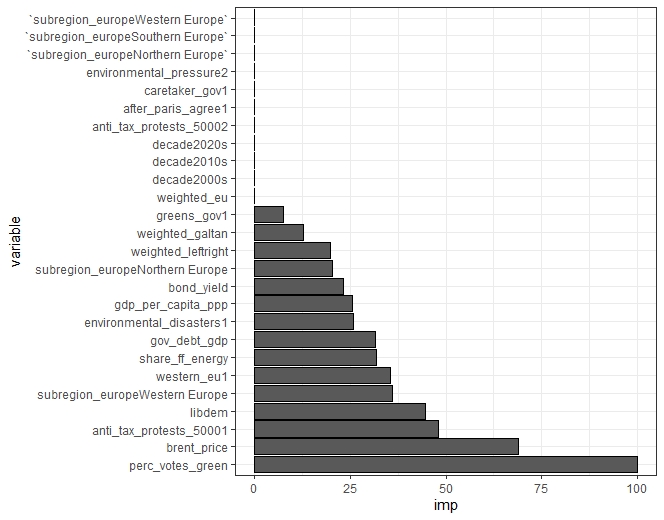 `subregion_europeWestern Europe`
`subregion_europeSouthern Europe`
`subregion_europeNorthern Europe`
environmental_pressure2
caretaker_gov1
after_paris_agree1
anti_tax_protests_50002
decade2020s
decade2010s
decade2000s
weighted_eu
greens_gov1
weighted_galtan
weighted_leftright
subregion_europeNorthern Europe
bond_yield
gdp_per_capita_ppp
environmental_disasters1
gov_debt_gdp
share_ff_energy
western_eu1
subregion_europeWestern Europe
libdem
anti_tax_protests_50001
brent_price
perc_votes_green
variable
0 25 50 75 100
imp